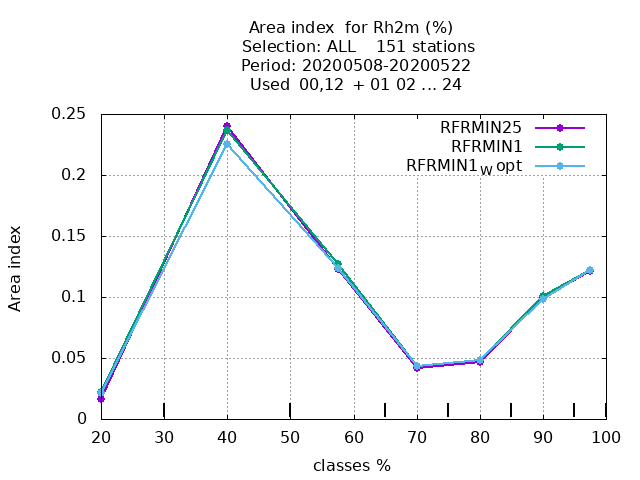 Area index  for Rh2m (%)
Selection: ALL    151 stations
Period: 20200508-20200522
Used  00,12  + 01 02 ... 24
0.25
0.2
0.15
0.1
0.05
0
Area index
RFRMIN25
RFRMIN1
RFRMIN1W opt
20 30 40 50 60 70 80 90 100
classes %